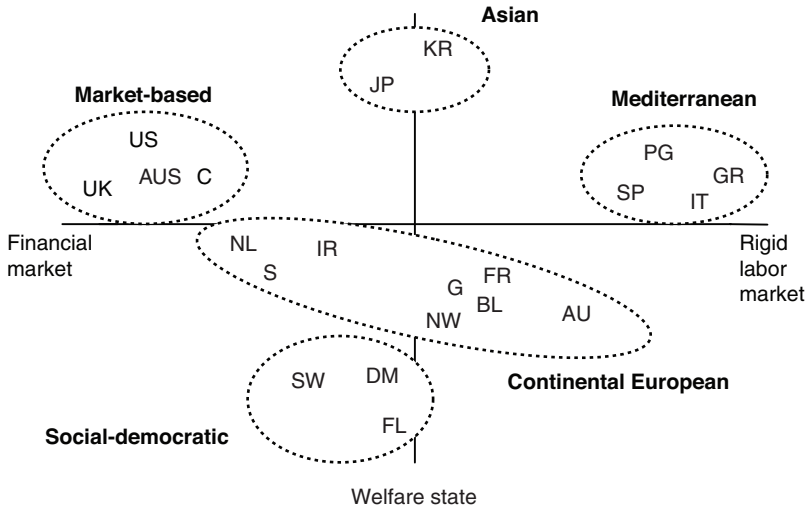 Asian
KR
JP
Market-based
US
UK
AUS
C
Mediterranean
PG
GR
SP
IT
Financial
market
Rigid
labor
market
NL
IR
S
G
FR
BL
NW
AU
Continental European
SW
DM
FL
Social-democratic
Welfare state